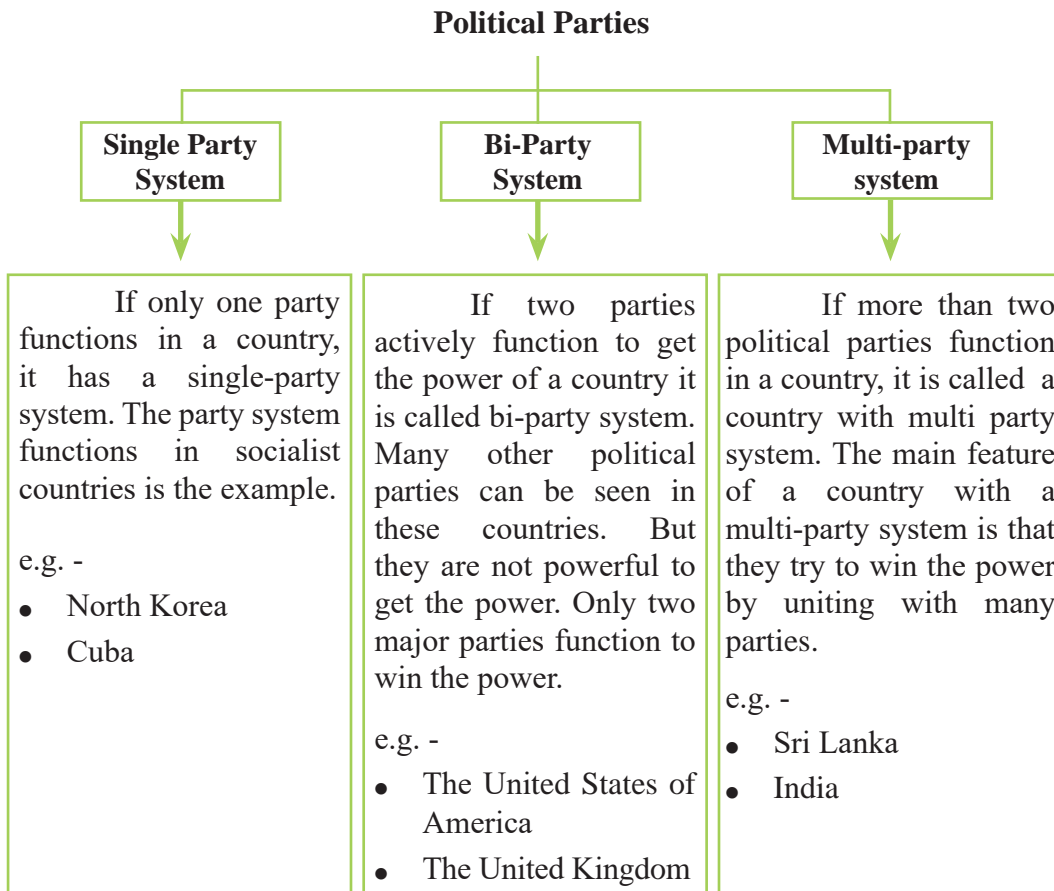 Political Parties
Single Party
System
Bi-Party
System
Multi-party
system
If only one party
functions in a country,
it has a single-party
system. The party system
functions in socialist
countries is the example.
e.g. -
• North Korea
• Cuba
If two parties
actively function to get
the power of a country it
is called bi-party system.
Many other political
parties can be seen in
these countries. But
they are not powerful to
get the power. Only two
major parties function to
win the power.
e.g. -
• The United States of
America
• The United Kingdom
If more than two
political parties function
in a country, it is called a
country with multi party
system. The main feature
of a country with a
multi-party system is that
they try to win the power
by uniting with many
parties.
e.g. -
• Sri Lanka
• India